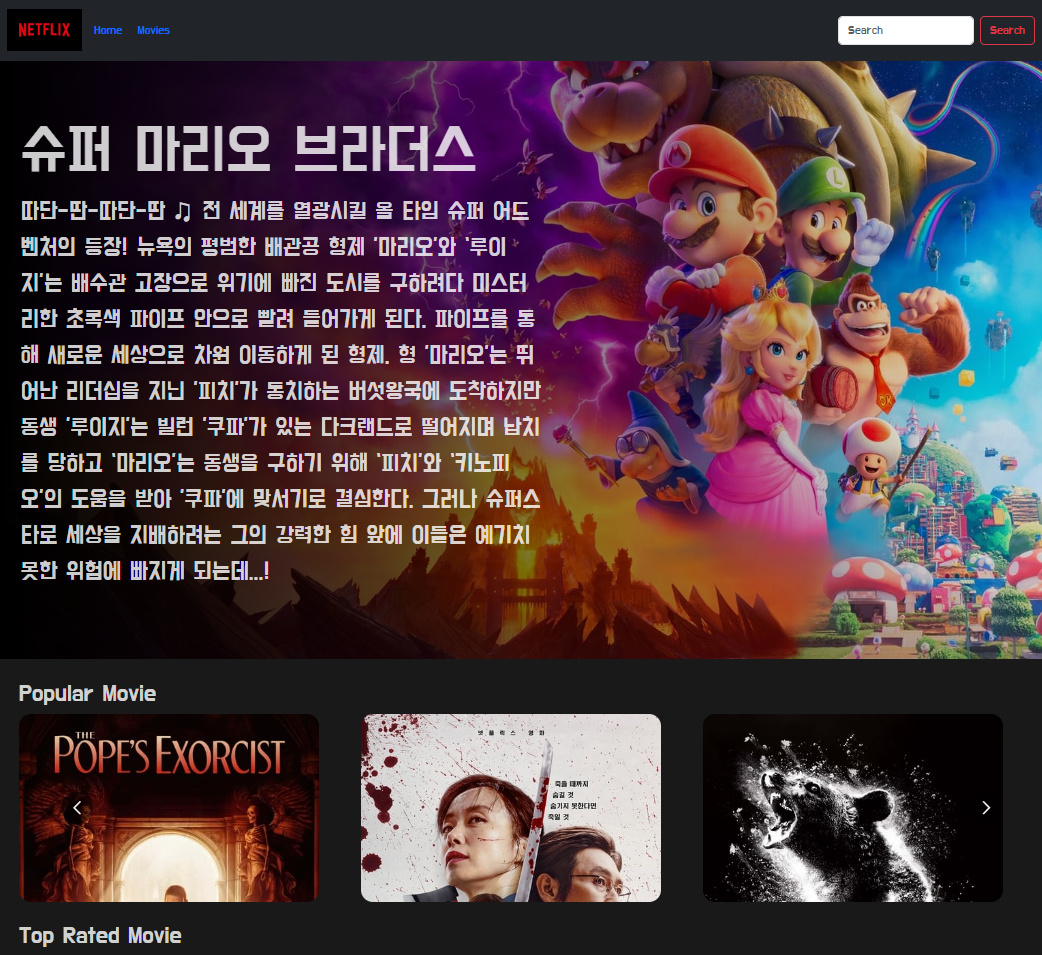 NETFLIX
Home
Movies
Search
Search
슈퍼 마리오 브라더스
따단-딴-따단-딴 ♫ 전 세계를 열광시킬 올 타임 슈퍼 어드
벤처의 등장! 뉴욕의 평범한 배관공 형제 '마리오'와 '루이
지'는 배수관 고장으로 위기에 빠진 도시를 구하려다 미스터
리한 초록색 파이프 안으로 빨려 들어가게 된다. 파이프를 통
해 새로운 세상으로 차원 이동하게 된 형제. 형 '마리오'는 뛰
어난 리더십을 지닌 '피치'가 통치하는 버섯왕국에 도착하지만
동생 '루이지'는 빌런 '쿠파'가 있는 다크랜드로 떨어지며 납치
를 당하고 '마리오'는 동생을 구하기 위해 '피치'와 '키노피
오'의 도움을 받아 '쿠파'에 맞서기로 결심한다. 그러나 슈퍼스
타로 세상을 지배하려는 그의 강력한 힘 앞에 이들은 예기치
못한 위험에 빠지게 되는데...!
L
DK
Popular Movie
THE
POPE'S EXORCIST
넷플릭스 영화
죽을 때까지
숨길 것
숨기지 못한다면
죽일 것
Top Rated Movie